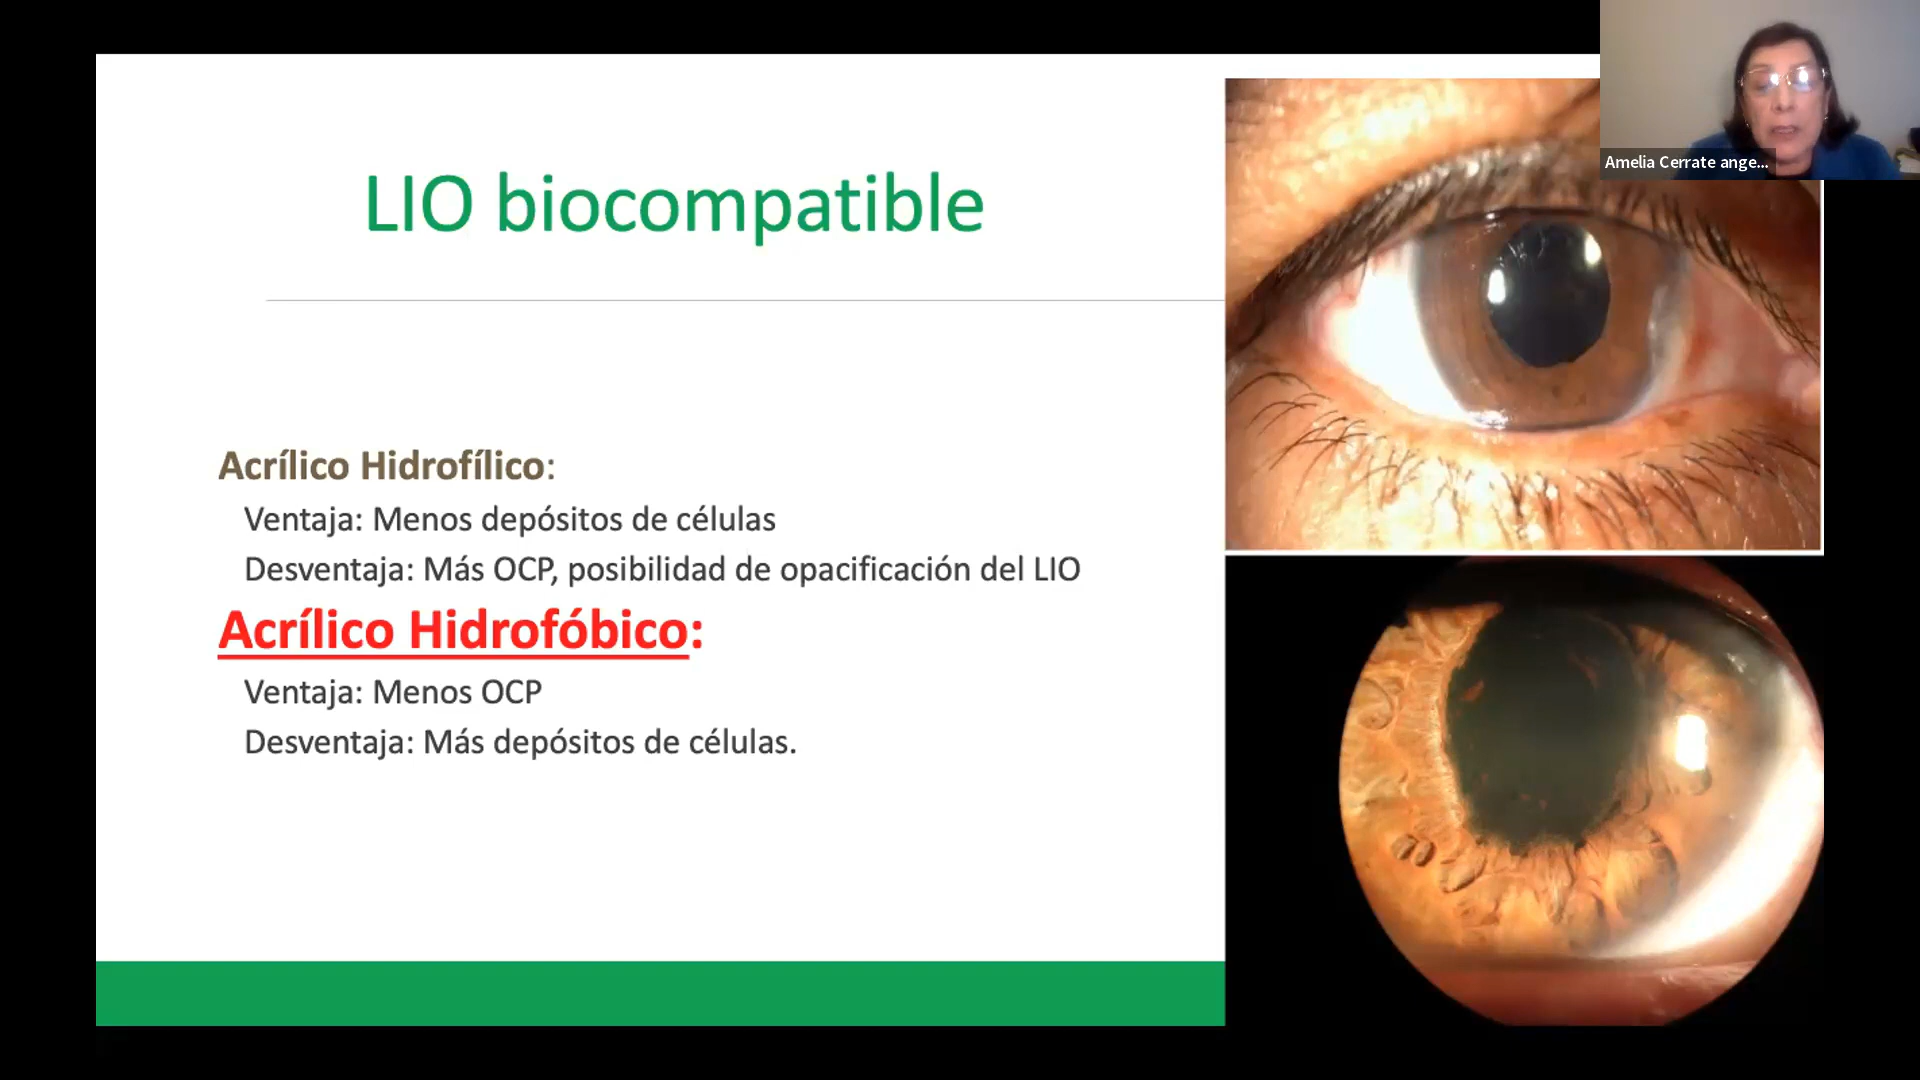 Amelia Cerrate ange...
LIO biocompatible
Acrílico Hidrofílico:
Ventaja: Menos depósitos de células
Desventaja: Más OCP, posibilidad de opacificación del LIO
Acrílico Hidrofóbico:
Ventaja: Menos OCP
Desventaja: Más depósitos de células.